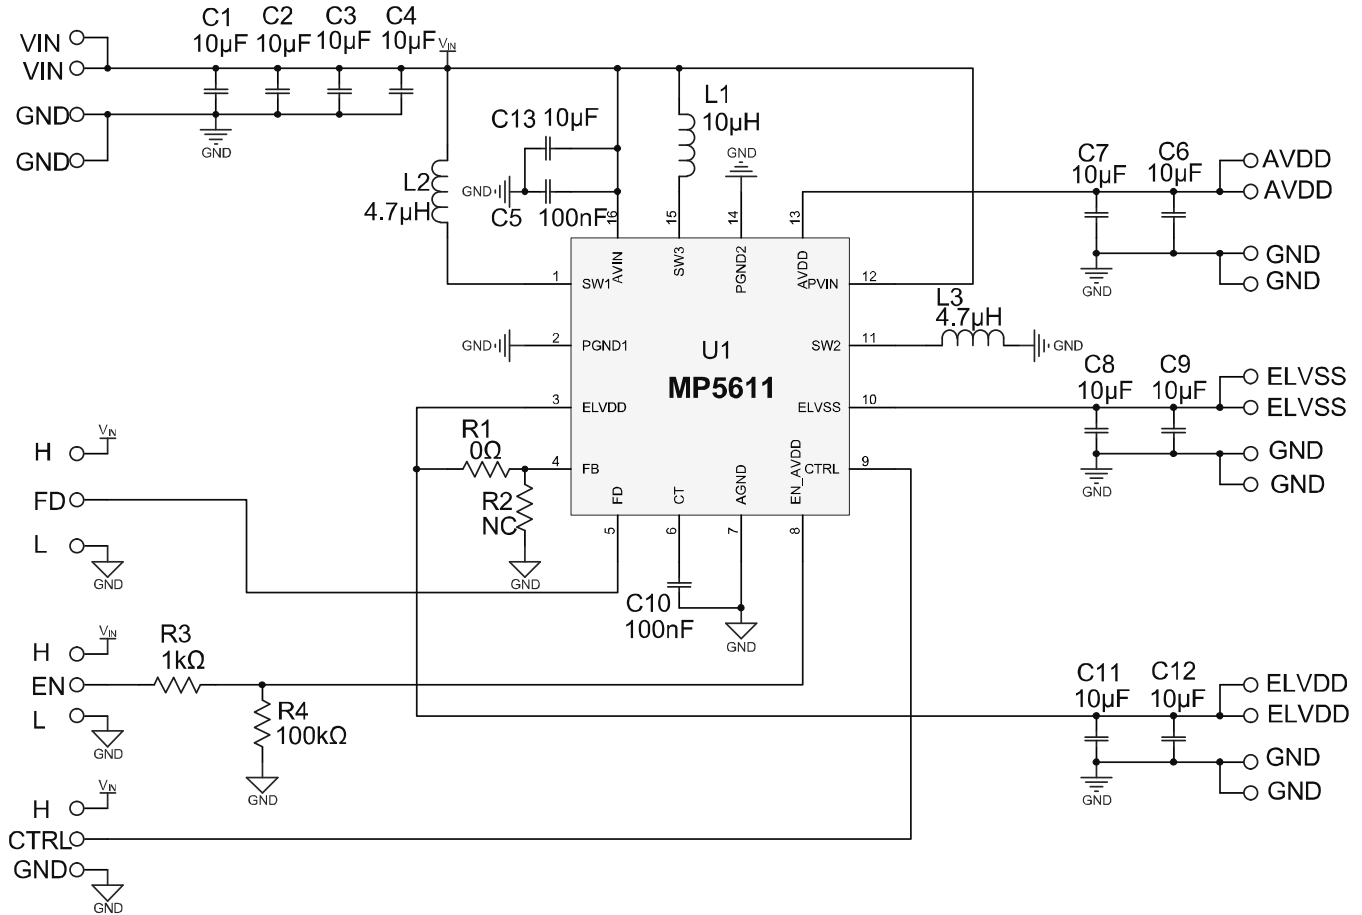 VIN
VIN
GND
GND
C1
10µF
C2
10µF
C3
10µF
C4
10µF
VIN
GND
C13 10µF
GND
C5 100nF
L2
4.7µH
L1
10µH
GND
16
15
14
13
AVIN
SW3
PGND2
AVDD
1
SW1
GND
2
PGND1
3
ELVDD
4
FB
U1
MP5611
APVIN
12
SW2
11
ELVSS
10
CTRL
9
FD
CT
AGND
EN_AVDD
5
6
7
8
L3
4.7µH
GND
C7
10µF
C6
10µF
AVDD
AVDD
GND
GND
GND
C8
10µF
C9
10µF
ELVSS
ELVSS
GND
GND
GND
R1
0Ω
R2
NC
GND
C10
100nF
GND
H
VIN
FD
L
GND
H
VIN
EN
L
GND
R3
1kΩ
R4
100kΩ
GND
H
VIN
CTRL
GND
GND
C11
10µF
C12
10µF
ELVDD
ELVDD
GND
GND
GND